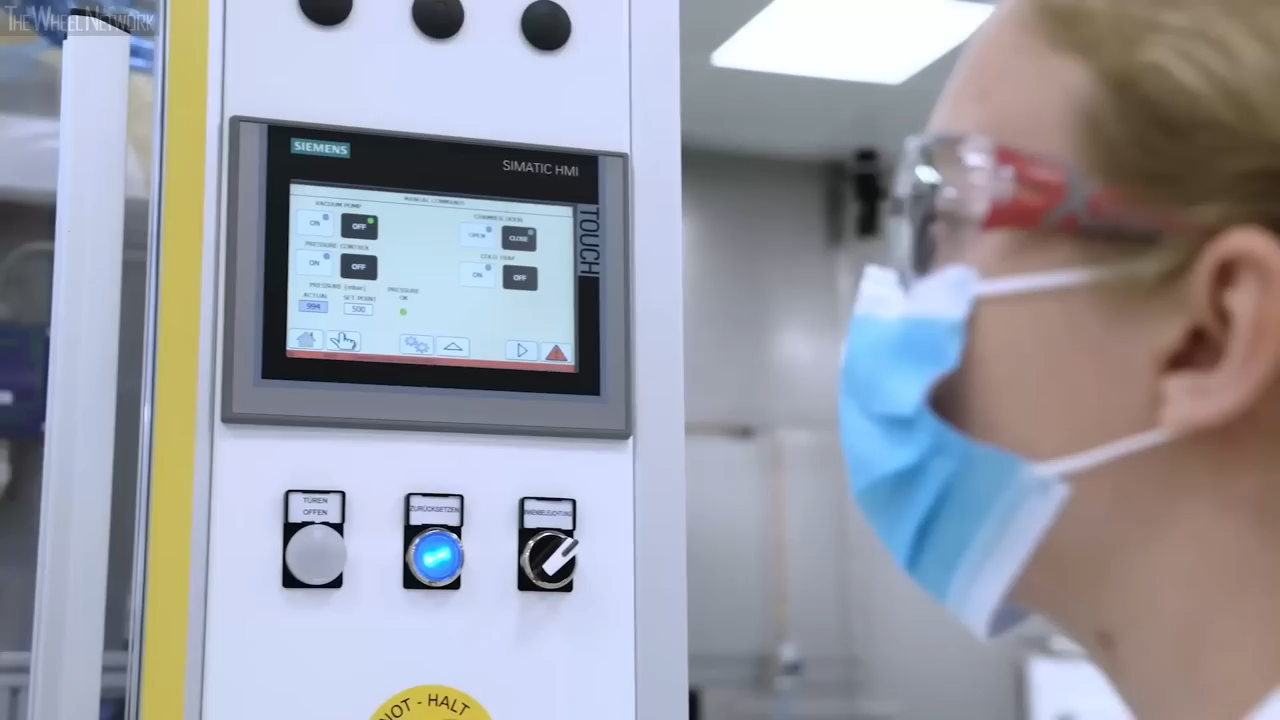 THE WHEEL NETWORK
SIEMENS
SIMATIC HMI
TOUCH
MANUAL COMMANDS
VACUUM PUMP
ON
OFF
CHAMBER DOOR
OPEN
CLOSE
PRESSURE CONTROL
ON
OFF
COLD TRAP
ON
OFF
PRESSURE [MBAR]
ACTUAL
SET POINT
PRESSURE
OK
994
500
TÜREN
OFFEN
ZURÜCKSETZEN
INNENBELEUCHTUNG
NOT - HALT